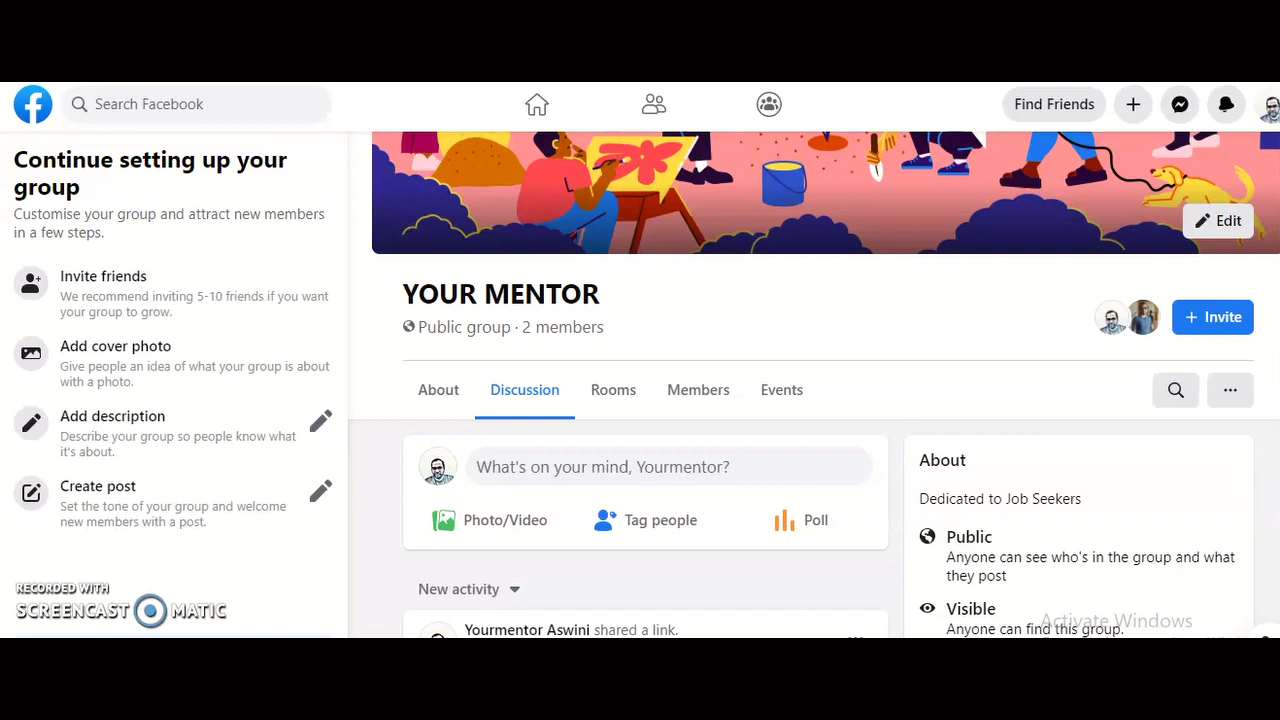 Search Facebook
Find Friends
Continue setting up your
group
Customise your group and attract new members
in a few steps.
Invite friends
We recommend inviting 5-10 friends if you want
your group to grow.
Add cover photo
Give people an idea of what your group is about
with a photo.
Add description
Describe your group so people know what
it's about.
Create post
Set the tone of your group and welcome
new members with a post.
RECORDED WITH
SCREENCAST MATIC
Edit
YOUR MENTOR
Public group · 2 members
+ Invite
About
Discussion
Rooms
Members
Events
What's on your mind, Yourmentor?
Photo/Video
Tag people
Poll
New activity
Yourmentor Aswini shared a link.
About
Dedicated to Job Seekers
Public
Anyone can see who's in the group and what
they post
Visible
Anyone can find this group.
Activate Windows